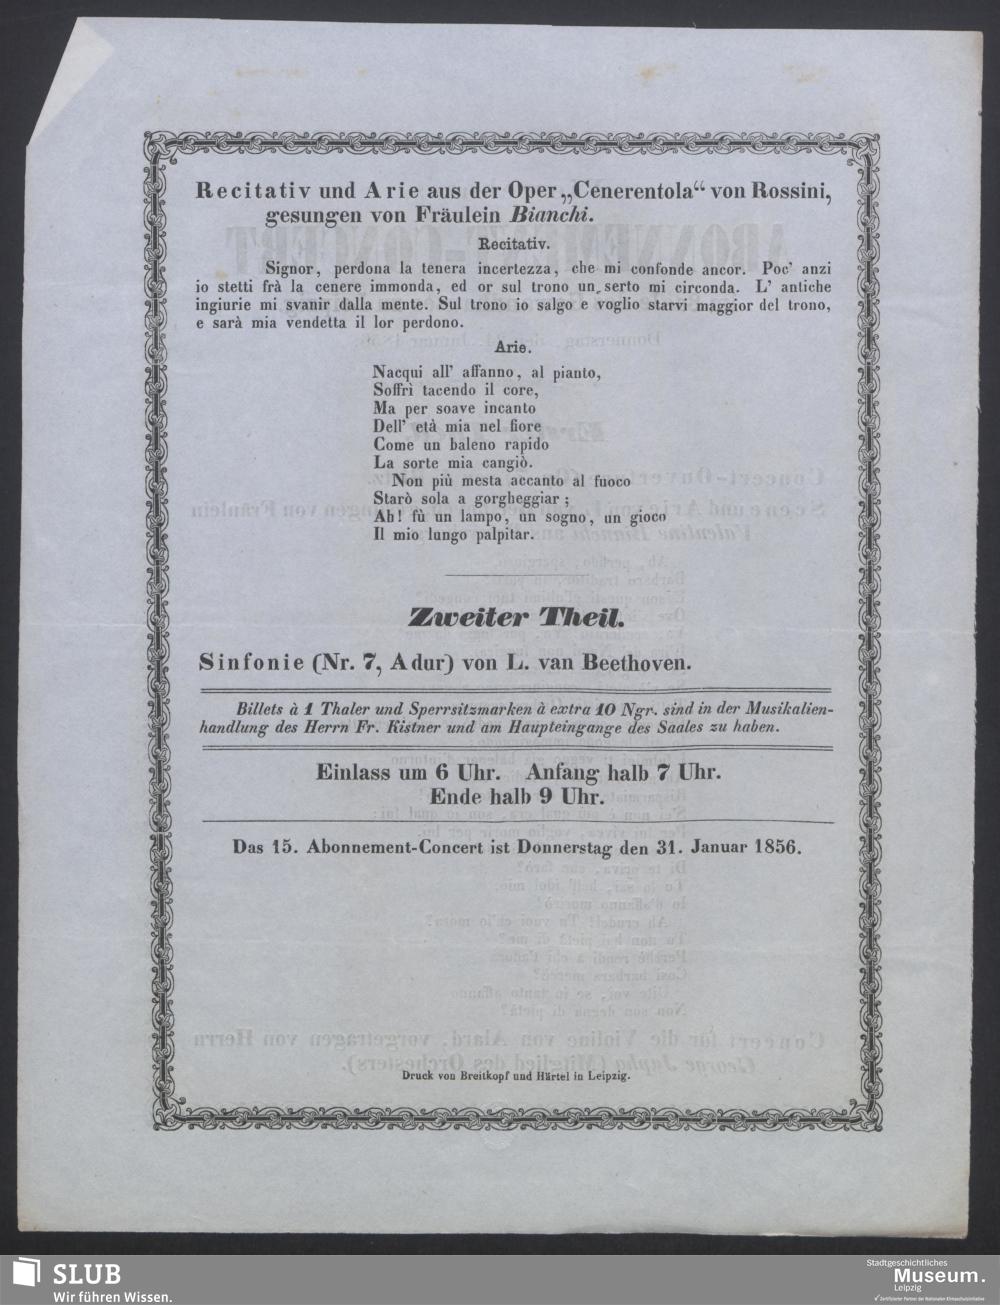 Recitativ und Arie aus der Oper „Cenerentola“ von Rossini,
gesungen von Fräulein Bianchi.
Recitativ.
Signor, perdona la tenera incertezza, che mi confonde ancor. Poc' anzi
io stetti frà la cenere immonda, ed or sul trono un serto mi circonda. L' antiche
ingiurie mi svanir dalla mente. Sul trono io salgo e voglio starvi maggior del trono,
e sarà mia vendetta il lor perdono.
Arie.
Nacqui all' affanno, al pianto,
Soffrì tacendo il core,
Ma per soave incanto
Dell' età mia nel fiore
Come un baleno rapido
La sorte mia cangiò.
Non più mesta accanto al fuoco
Starò sola a gorgheggiar;
Ah! fù un lampo, un sogno, un gioco
Il mio lungo palpitar.
Zweiter Theil.
Sinfonie (Nr. 7, A dur) von L. van Beethoven.
Billets à 1 Thaler und Sperrsitzmarken à extra 10 Ngr. sind in der Musikalien-
handlung des Herrn Fr. Kistner und am Haupteingange des Saales zu haben.
Einlass um 6 Uhr. Anfang halb 7 Uhr.
Ende halb 9 Uhr.
Das 15. Abonnement-Concert ist Donnerstag den 31. Januar 1856.
Druck von Breitkopf und Härtel in Leipzig.
SLUB
Wir führen Wissen.
Stadtgeschichtliches
Museum.
Leipzig
Zertifizierter Partner der Nationalen Klimaschutzinitiative